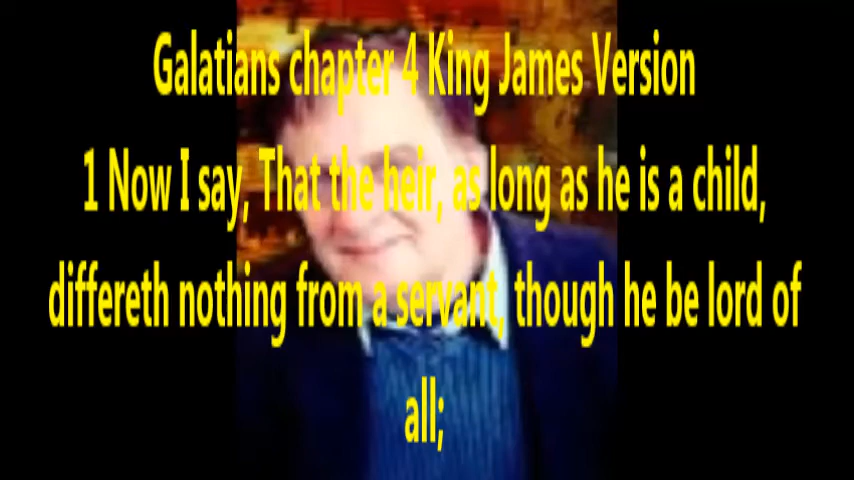 Galatians chapter 4 King James Version
1 Now I say, That the heir, as long as he is a child,
differeth nothing from a servant, though he be lord of
all;